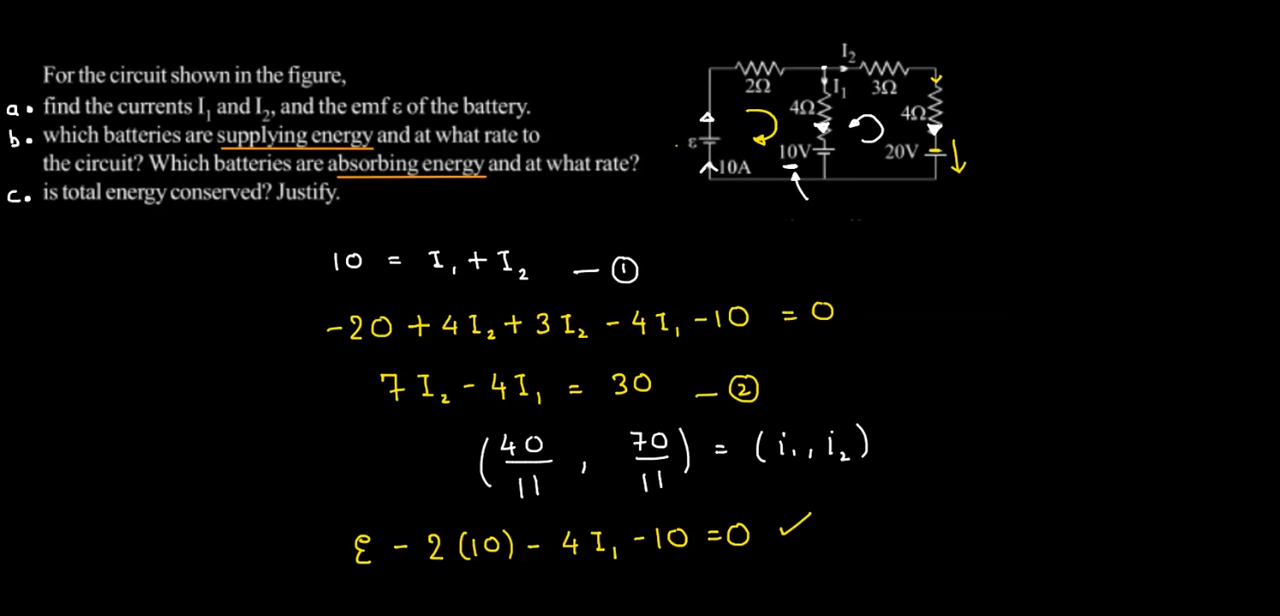 For the circuit shown in the figure,
a. find the currents I₁ and I₂, and the emf ε of the battery.
b. which batteries are supplying energy and at what rate to
the circuit? Which batteries are absorbing energy and at what rate?
c. is total energy conserved? Justify.
I₂
2Ω I₁ 3Ω
4Ω 4Ω
ε 10V 20V
10A
10 = I₁ + I₂ — ①
-20 + 4I₂ + 3I₂ - 4I₁ - 10 = 0
7I₂ - 4I₁ = 30 — ②
(40/11, 70/11) = (i₁, i₂)
ε - 2(10) - 4I₁ - 10 = 0 ✓